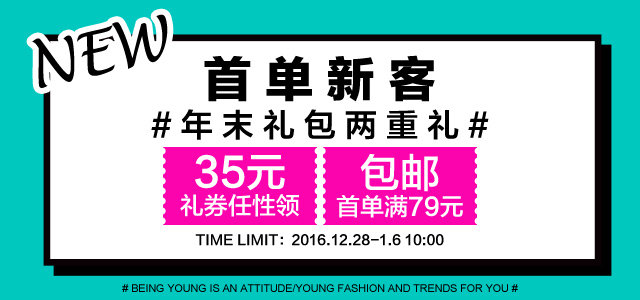 NEW
首单新客
#年末礼包两重礼#
35元
礼券任性领
包邮
首单满79元
TIME LIMIT：2016.12.28-1.6 10:00
# BEING YOUNG IS AN ATTITUDE/YOUNG FASHION AND TRENDS FOR YOU #